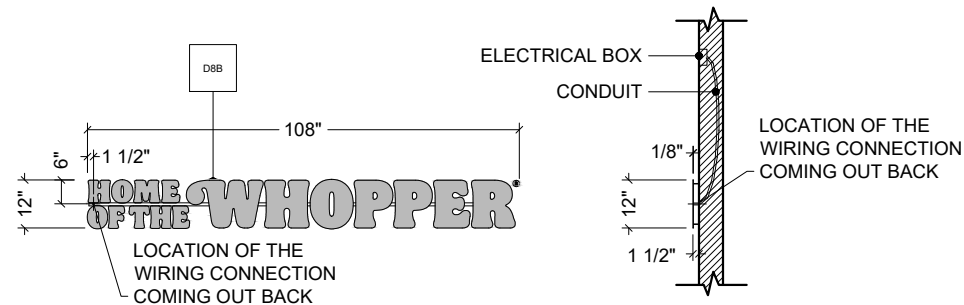 D8B
108"
6"
1 1/2"
12"
HOME
OF THE
WHOPPER®
LOCATION OF THE
WIRING CONNECTION
COMING OUT BACK
ELECTRICAL BOX
CONDUIT
LOCATION OF THE
WIRING CONNECTION
COMING OUT BACK
1/8"
12"
1 1/2"